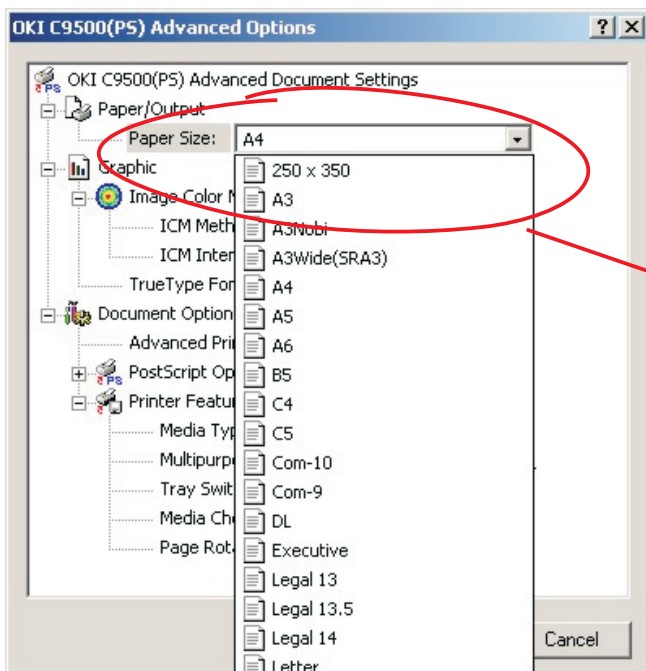 OKI C9500(PS) Advanced Options
OKI C9500(PS) Advanced Document Settings
Paper/Output
Paper Size: A4
Graphic
250 x 350
Image Color M
A3
ICM Meth
A3Nobi
ICM Inter
A3Wide(SRA3)
TrueType For
A4
Document Option
A5
Advanced Pri
A6
PostScript Op
B5
Printer Featu
C4
Media Typ
C5
Multipurp
Com-10
Tray Swit
Com-9
Media Ch
DL
Page Rot
Executive
Legal 13
Legal 13.5
Legal 14
Cancel
Letter